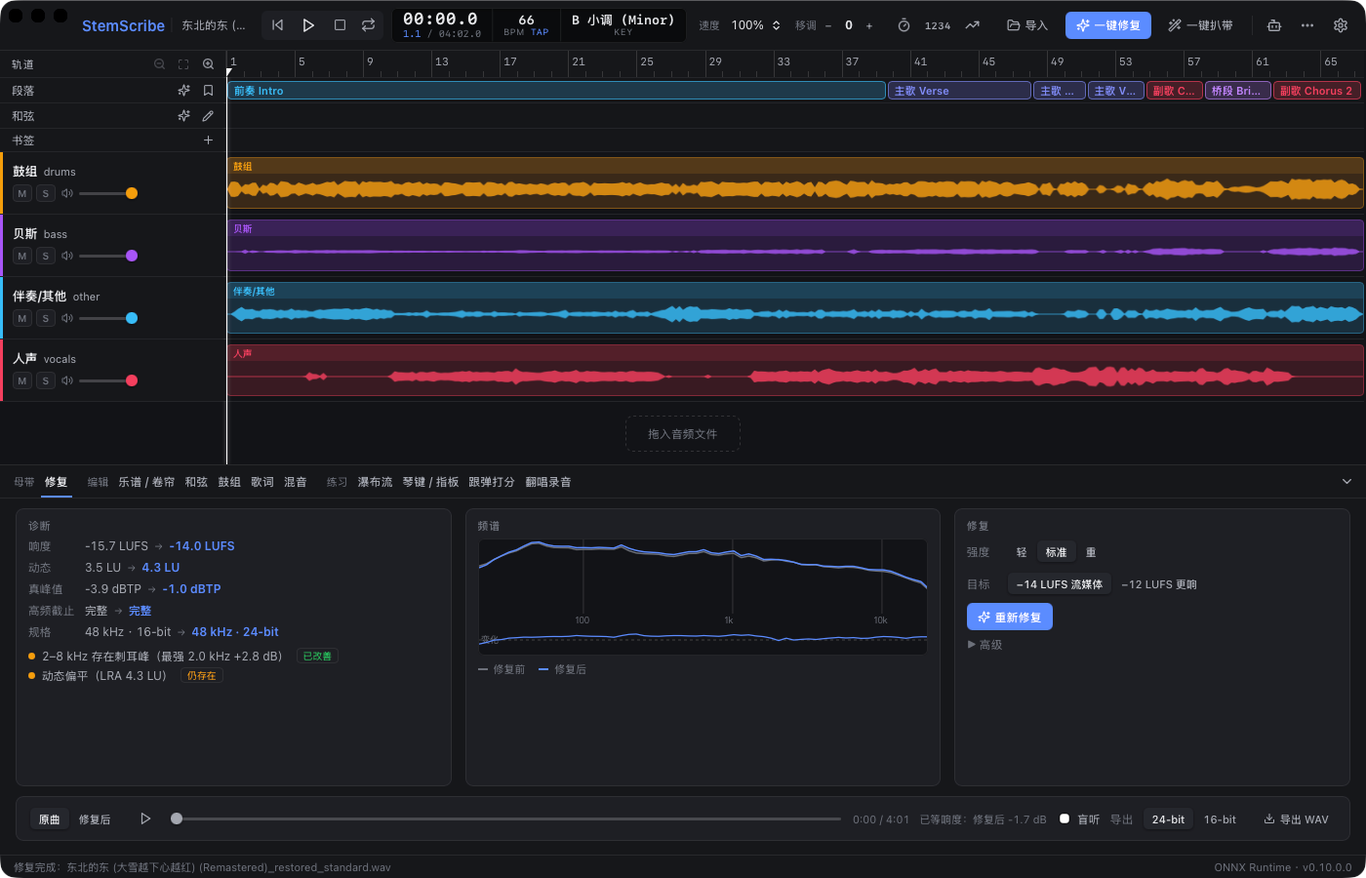 StemScribe 东北的东 (... 00:00.0 1.1 / 04:02.0 66 BPM TAP B 小调 (Minor) KEY 速度 100% 移调 − 0 + 1234 导入 一键修复 一键扒带
轨道 1 5 9 13 17 21 25 29 33 37 41 45 49 53 57 61 65
段落 前奏 Intro 主歌 Verse 主歌 ... 主歌 V... 副歌 C... 桥段 Bri... 副歌 Chorus 2
和弦
书签
鼓组 drums 鼓组
M S
贝斯 bass 贝斯
M S
伴奏/其他 other 伴奏/其他
M S
人声 vocals 人声
M S
拖入音频文件
母带 修复 编辑 乐谱 / 卷帘 和弦 鼓组 歌词 混音 练习 瀑布流 琴键 / 指板 跟弹打分 翻唱录音
诊断
响度 -15.7 LUFS → -14.0 LUFS
动态 3.5 LU → 4.3 LU
真峰值 -3.9 dBTP → -1.0 dBTP
高频截止 完整 → 完整
规格 48 kHz · 16-bit → 48 kHz · 24-bit
2–8 kHz 存在刺耳峰（最强 2.0 kHz +2.8 dB） 已改善
动态偏平（LRA 4.3 LU） 仍存在
频谱
100 1k 10k
变化
修复前 修复后
修复
强度 轻 标准 重
目标 −14 LUFS 流媒体 −12 LUFS 更响
重新修复
高级
原曲 修复后 0:00 / 4:01 已等响度：修复后 -1.7 dB 盲听 导出 24-bit 16-bit 导出 WAV
修复完成：东北的东 (大雪越下心越红) (Remastered)_restored_standard.wav ONNX Runtime · v0.10.0.0